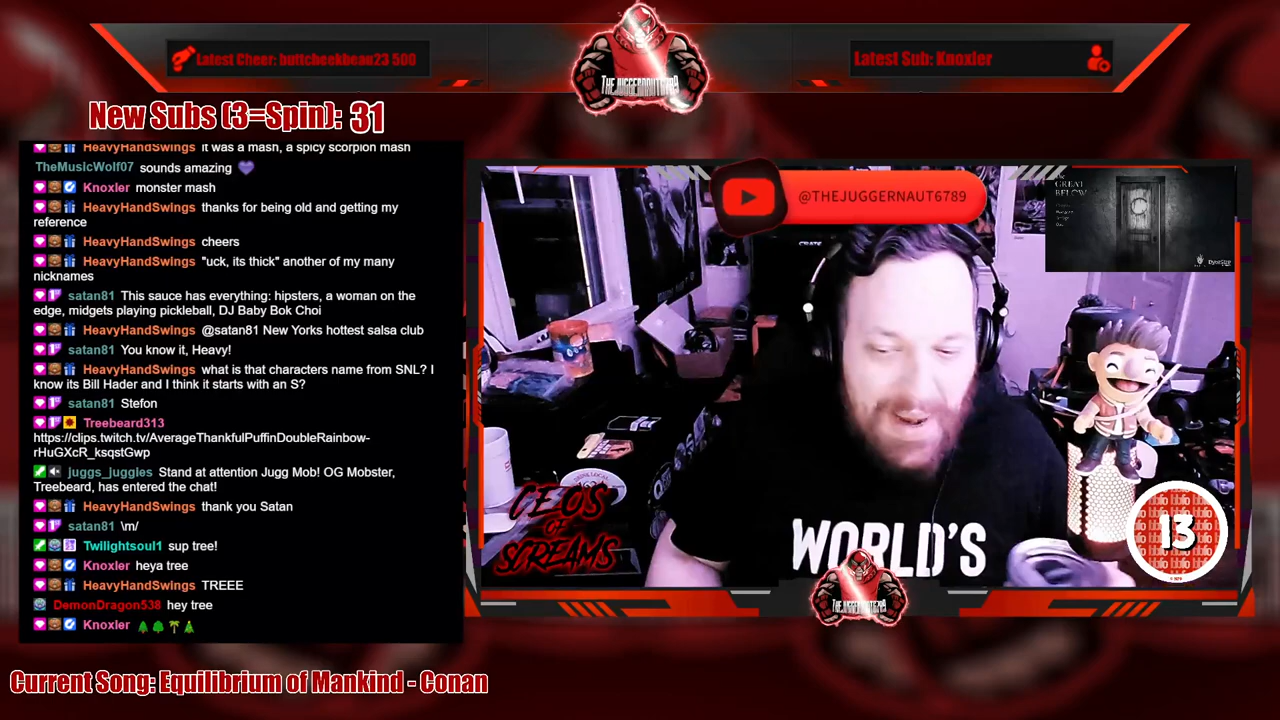 Latest Cheer: buttcheekbeau23 500
THEJUGGERNAUT6789
Latest Sub: Knoxler
New Subs (3=Spin): 31
HeavyHandSwings it was a mash, a spicy scorpion mash
TheMusicWolf07 sounds amazing
Knoxler monster mash
HeavyHandSwings thanks for being old and getting my
reference
HeavyHandSwings cheers
HeavyHandSwings "uck, its thick" another of my many
nicknames
satan81 This sauce has everything: hipsters, a woman on the
edge, midgets playing pickleball, DJ Baby Bok Choi
HeavyHandSwings @satan81 New Yorks hottest salsa club
satan81 You know it, Heavy!
HeavyHandSwings what is that characters name from SNL? I
know its Bill Hader and I think it starts with an S?
satan81 Stefon
Treebeard313
https://clips.twitch.tv/AverageThankfulPuffinDoubleRainbow-
rHuGXcR_ksqstGwp
juggs_juggies Stand at attention Jugg Mob! OG Mobster,
Treebeard, has entered the chat!
HeavyHandSwings thank you Satan
satan81 \m/
Twilightsoul1 sup tree!
Knoxler heya tree
HeavyHandSwings TREEE
DemonDragon538 hey tree
Knoxler
@THEJUGGERNAUT6789
GREAT
BELOW
CRATE
CEO'S
OF
SCREAMS
WORLD'S
13
THEJUGGERNAUT6789
Current Song: Equilibrium of Mankind - Conan